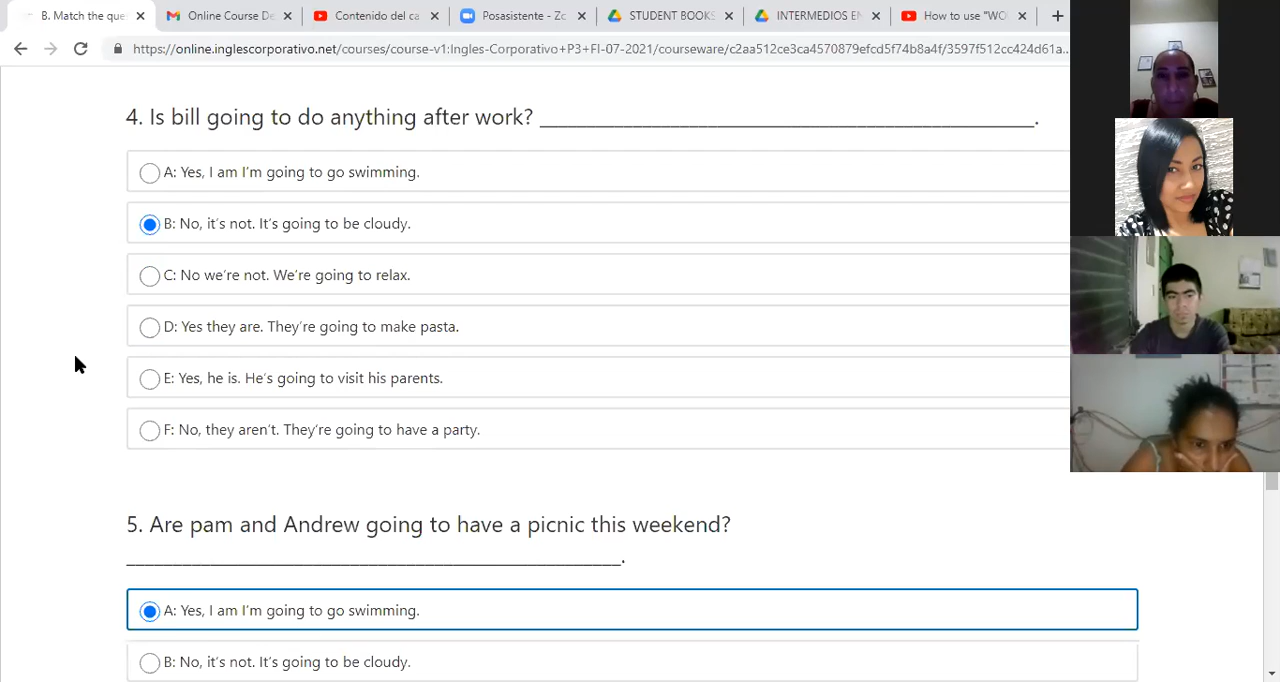 B. Match the que
Online Course De
Contenido del ca
Posasistente - Zc
STUDENT BOOKS
INTERMEDIOS EN
How to use "WO
https://online.inglescorporativo.net/courses/course-v1:Ingles-Corporativo+P3+FI-07-2021/courseware/c2aa512ce3ca4570879efcd5f74b8a4f/3597f512cc424d61a...
4. Is bill going to do anything after work? ______________________________________________.
A: Yes, I am I'm going to go swimming.
B: No, it's not. It's going to be cloudy.
C: No we're not. We're going to relax.
D: Yes they are. They're going to make pasta.
E: Yes, he is. He's going to visit his parents.
F: No, they aren't. They're going to have a party.
5. Are pam and Andrew going to have a picnic this weekend?
______________________________________________.
A: Yes, I am I'm going to go swimming.
B: No, it's not. It's going to be cloudy.